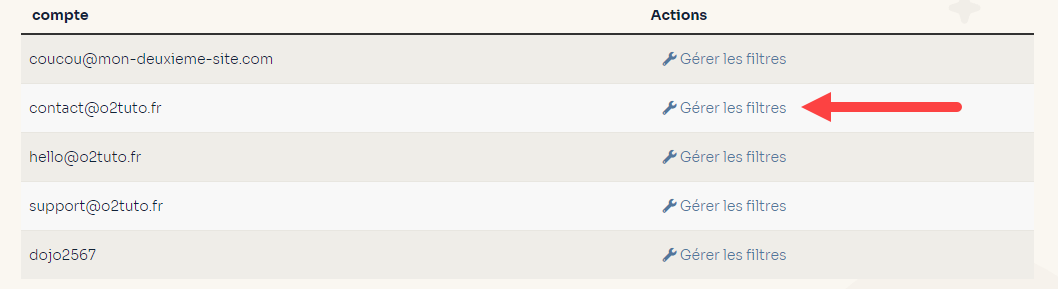 compte Actions
coucou@mon-deuxieme-site.com Gérer les filtres
contact@o2tuto.fr Gérer les filtres
hello@o2tuto.fr Gérer les filtres
support@o2tuto.fr Gérer les filtres
dojo2567 Gérer les filtres